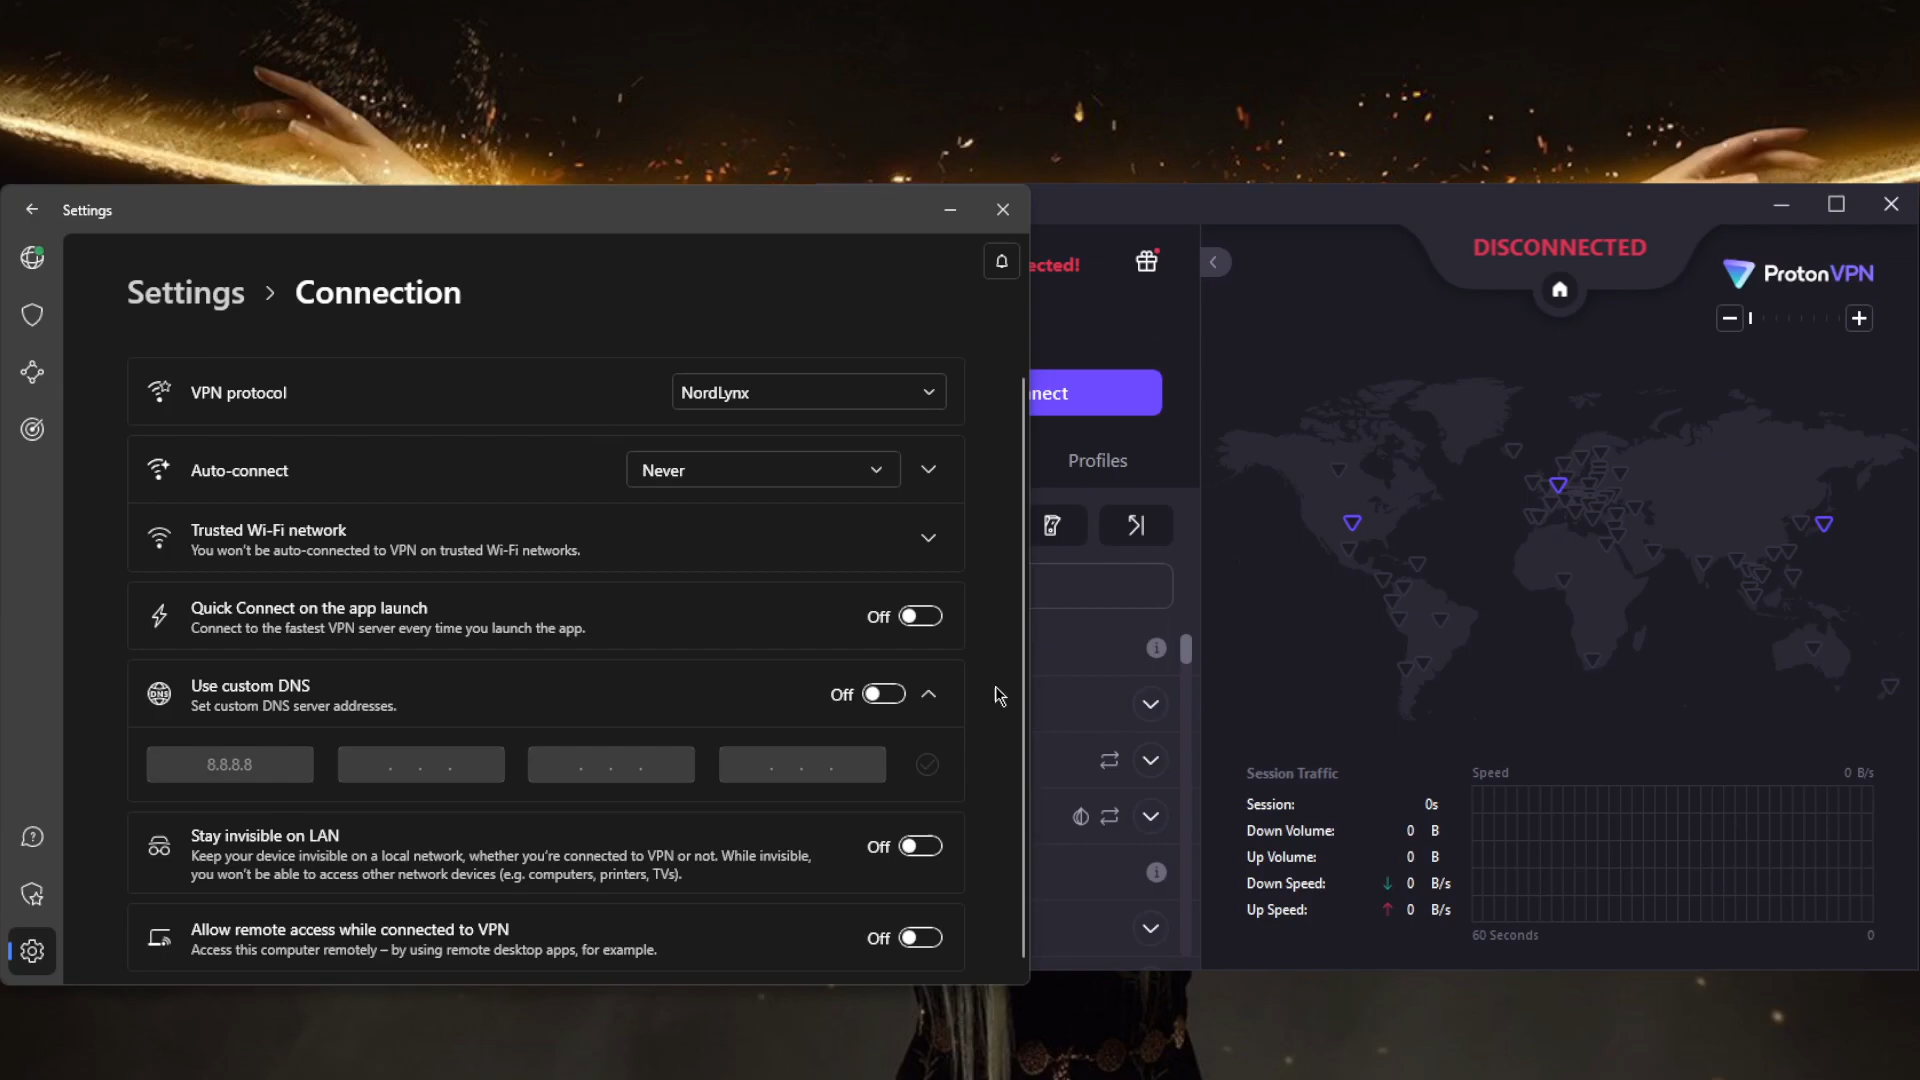 Settings
Settings > Connection
VPN protocol
NordLynx
Auto-connect
Never
Trusted Wi-Fi network
You won't be auto-connected to VPN on trusted Wi-Fi networks.
Quick Connect on the app launch
Connect to the fastest VPN server every time you launch the app.
Off
Use custom DNS
Set custom DNS server addresses.
Off
DNS
8.8.8.8
. . .
. . .
. . .
Stay invisible on LAN
Keep your device invisible on a local network, whether you're connected to VPN or not. While invisible,
you won't be able to access other network devices (e.g. computers, printers, TVs).
Off
Allow remote access while connected to VPN
Access this computer remotely – by using remote desktop apps, for example.
Off
ected!
nect
Profiles
DISCONNECTED
ProtonVPN
Session Traffic
Session: 0s
Down Volume: 0 B
Up Volume: 0 B
Down Speed: 0 B/s
Up Speed: 0 B/s
Speed
0 B/s
60 Seconds
0